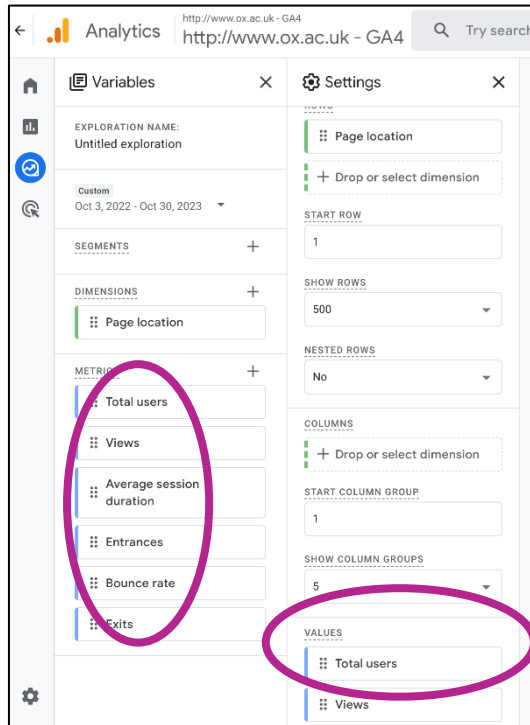 Analytics
http://www.ox.ac.uk - GA4
http://www.ox.ac.uk - GA4
Try search
Variables
EXPLORATION NAME:
Untitled exploration
Custom
Oct 3, 2022 - Oct 30, 2023
SEGMENTS
DIMENSIONS
Page location
METRICS
Total users
Views
Average session
duration
Entrances
Bounce rate
Exits
Settings
ROWS
Page location
Drop or select dimension
START ROW
1
SHOW ROWS
500
NESTED ROWS
No
COLUMNS
Drop or select dimension
START COLUMN GROUP
1
SHOW COLUMN GROUPS
5
VALUES
Total users
Views